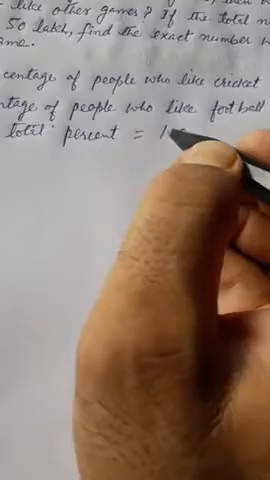 like other games? If the total n
50 lakh, find the exact number w
ame.
centage of people who like cricket
ntage of people who like football
total percent = 1